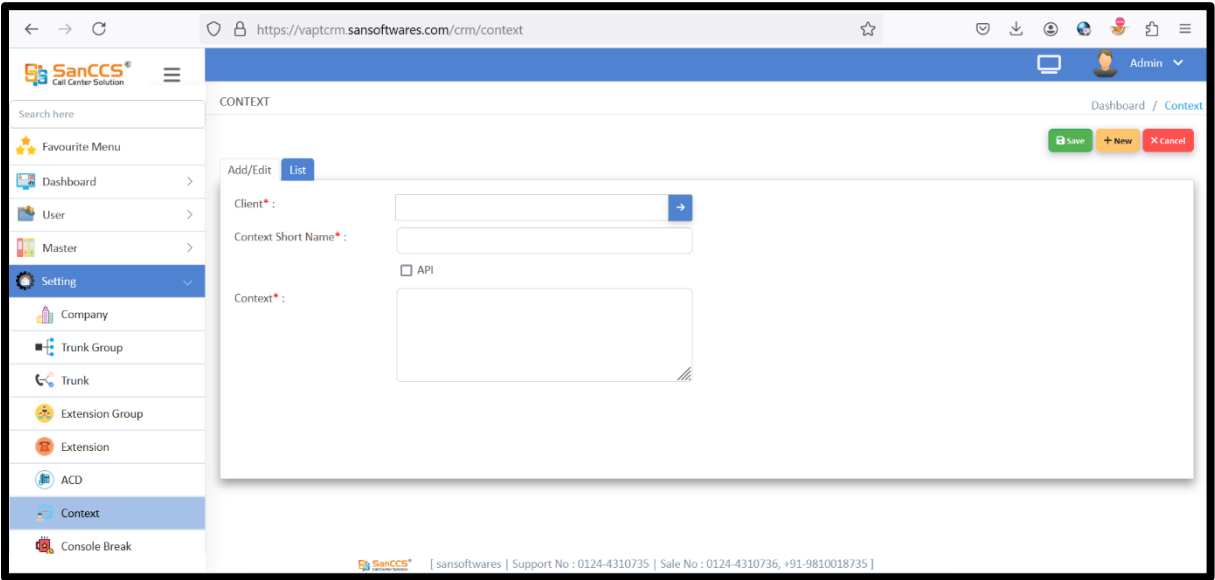 https://vaptcrm.sansoftwares.com/crm/context
SanCCS®
Call Center Solution
Admin
Search here
CONTEXT
Dashboard / Context
Save
+ New
X Cancel
Favourite Menu
Dashboard
User
Master
Setting
Company
Trunk Group
Trunk
Extension Group
Extension
ACD
Context
Console Break
Add/Edit
List
Client* :
Context Short Name* :
API
Context* :
SanCCS® [ sansoftwares | Support No : 0124-4310735 | Sale No : 0124-4310736, +91-9810018735 ]